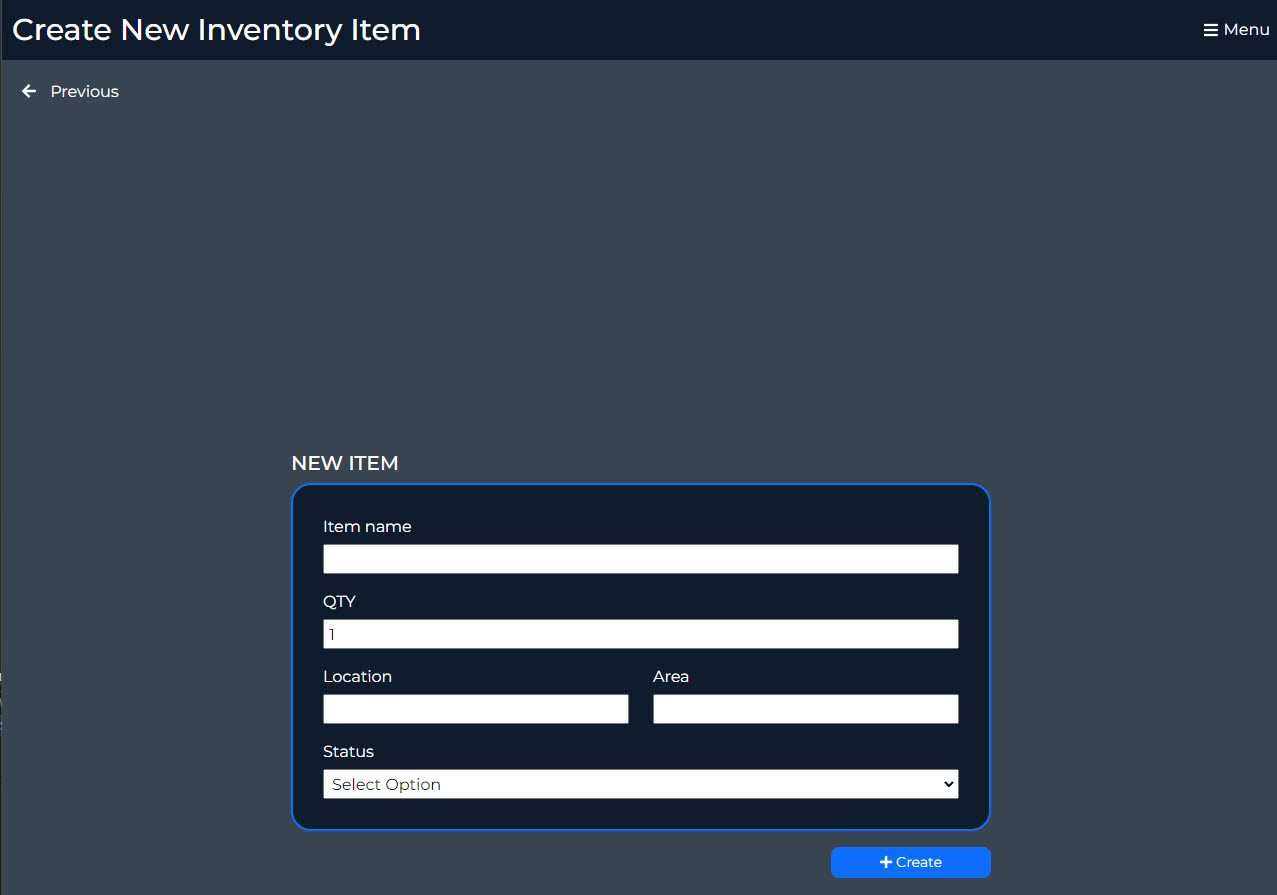 Create New Inventory Item
Menu
Previous
NEW ITEM
Item name
QTY
1
Location Area
Status
Select Option
Create